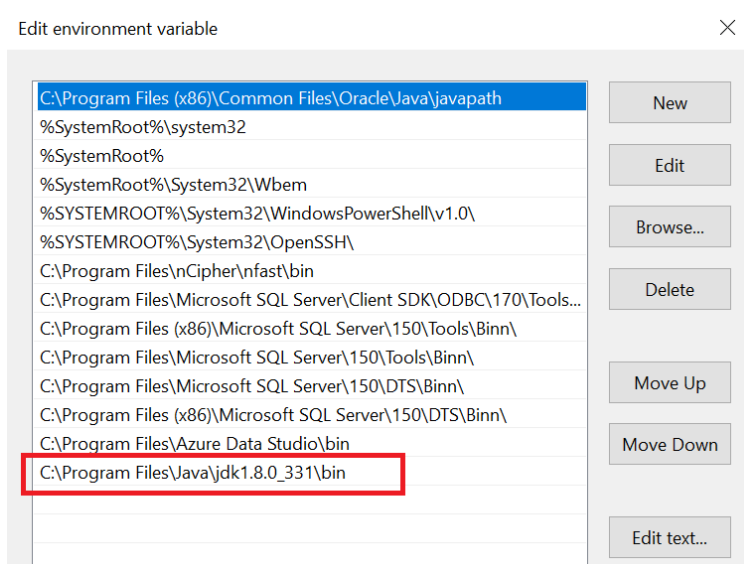 Edit environment variable
C:\Program Files (x86)\Common Files\Oracle\Java\javapath
%SystemRoot%\system32
%SystemRoot%
%SystemRoot%\System32\Wbem
%SYSTEMROOT%\System32\WindowsPowerShell\v1.0\
%SYSTEMROOT%\System32\OpenSSH\
C:\Program Files\nCipher\nfast\bin
C:\Program Files\Microsoft SQL Server\Client SDK\ODBC\170\Tools...
C:\Program Files (x86)\Microsoft SQL Server\150\Tools\Binn\
C:\Program Files\Microsoft SQL Server\150\Tools\Binn\
C:\Program Files\Microsoft SQL Server\150\DTS\Binn\
C:\Program Files (x86)\Microsoft SQL Server\150\DTS\Binn\
C:\Program Files\Azure Data Studio\bin
C:\Program Files\Java\jdk1.8.0_331\bin
New
Edit
Browse...
Delete
Move Up
Move Down
Edit text...